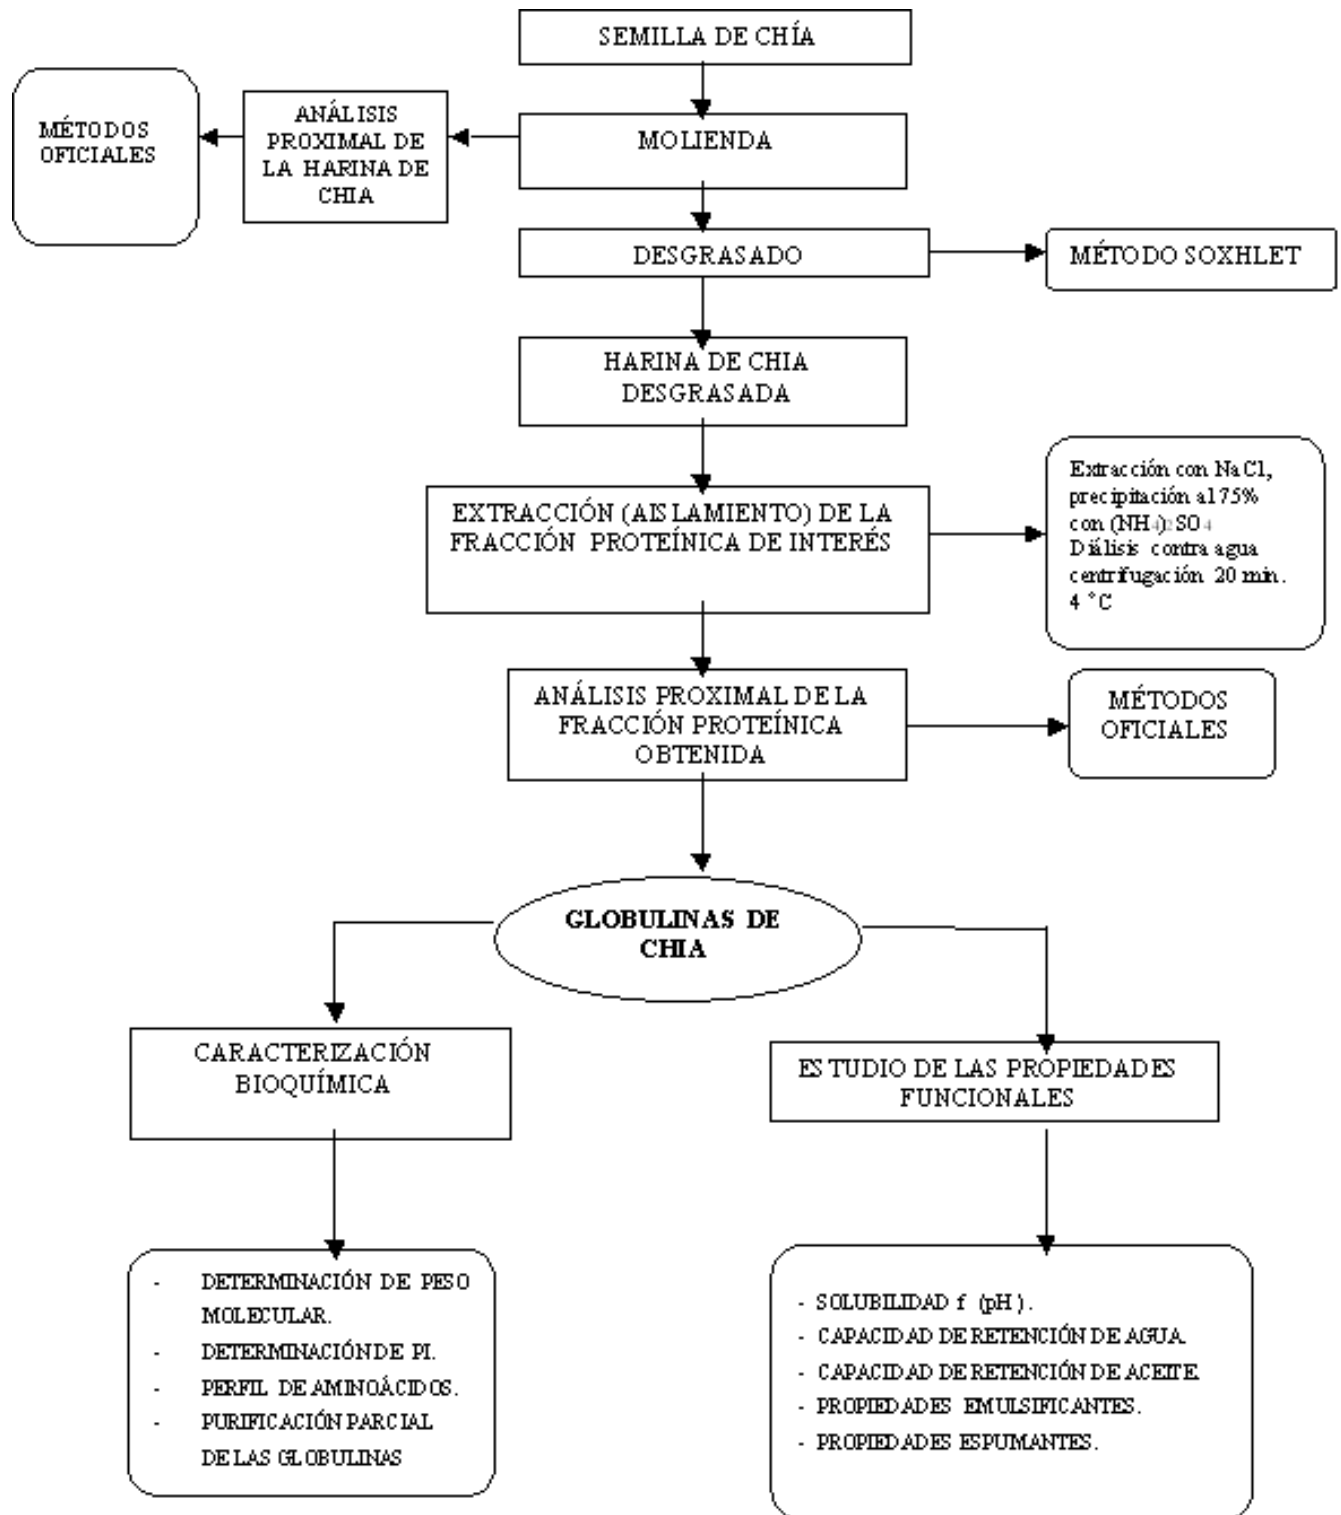 SEMILLA DE CHÍA
MÉTODOS
OFICIALES
ANÁLISIS
PROXIMAL DE
LA HARINA DE
CHIA
MOLIENDA
DESGRASADO
MÉTODO SOXHLET
HARINA DE CHIA
DESGRASADA
EXTRACCIÓN (AISLAMIENTO) DE LA
FRACCIÓN PROTEÍNICA DE INTERÉS
Extracción con NaCl,
precipitación al 75%
con (NH4)2SO4
Diálisis contra agua
centrifugación 20 min.
4 °C
ANÁLISIS PROXIMAL DE LA
FRACCIÓN PROTEÍNICA
OBTENIDA
MÉTODOS
OFICIALES
GLOBULINAS DE
CHIA
CARACTERIZACIÓN
BIOQUÍMICA
ESTUDIO DE LAS PROPIEDADES
FUNCIONALES
- DETERMINACIÓN DE PESO
MOLECULAR.
- DETERMINACIÓN DE PI.
- PERFIL DE AMINOÁCIDOS.
- PURIFICACIÓN PARCIAL
DE LAS GLOBULINAS
- SOLUBILIDAD f (pH).
- CAPACIDAD DE RETENCIÓN DE AGUA.
- CAPACIDAD DE RETENCIÓN DE ACEITE.
- PROPIEDADES EMULSIFICANTES.
- PROPIEDADES ESPUMANTES.